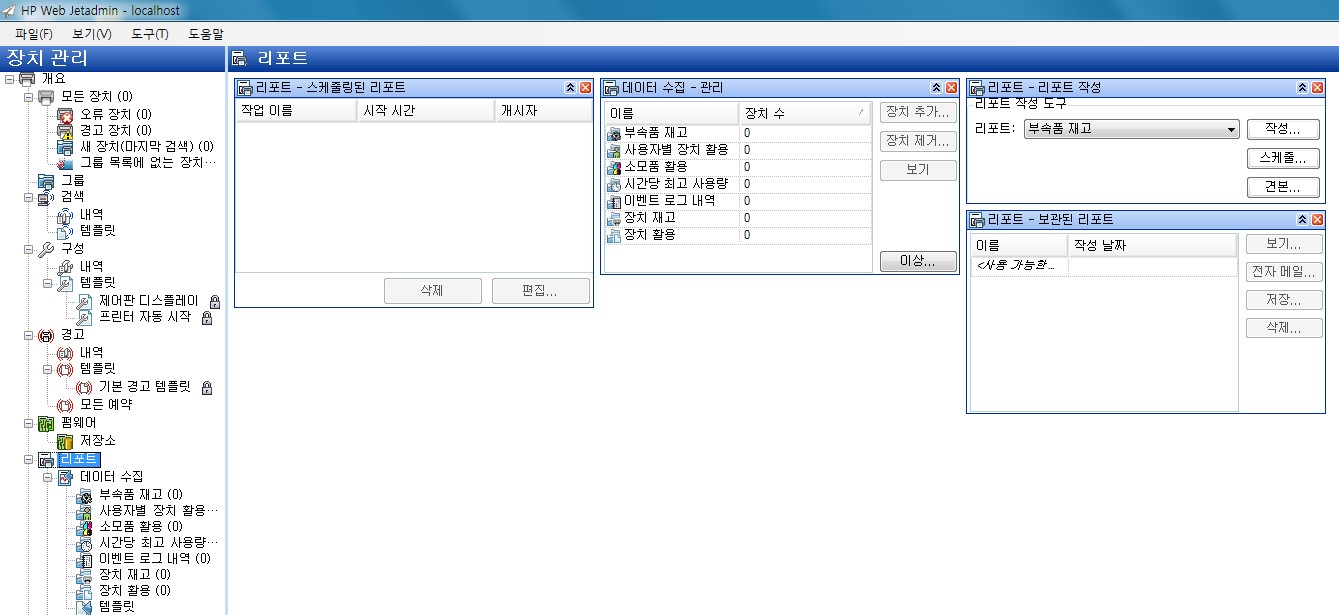 HP Web Jetadmin - localhost
파일(F) 보기(V) 도구(T) 도움말
장치 관리
개요
모든 장치 (0)
오류 장치 (0)
경고 장치 (0)
새 장치(마지막 검색) (0)
그룹 목록에 없는 장치...
그룹
검색
내역
템플릿
구성
내역
템플릿
제어판 디스플레이
프린터 자동 시작
경고
내역
템플릿
기본 경고 템플릿
모든 예약
펌웨어
저장소
리포트
데이터 수집
부속품 재고 (0)
사용자별 장치 활용...
소모품 활용 (0)
시간당 최고 사용량...
이벤트 로그 내역 (0)
장치 재고 (0)
장치 활용 (0)
템플릿
리포트
리포트 - 스케줄링된 리포트
작업 이름 시작 시간 게시자
삭제 편집...
데이터 수집 - 관리
이름 장치 수
부속품 재고 0
사용자별 장치 활용 0
소모품 활용 0
시간당 최고 사용량 0
이벤트 로그 내역 0
장치 재고 0
장치 활용 0
장치 추가...
장치 제거...
보기
이상...
리포트 - 리포트 작성
리포트 작성 도구
리포트: 부속품 재고
작성...
스케줄...
견본...
리포트 - 보관된 리포트
이름 작성 날짜
<사용 가능한...
보기...
전자 메일...
저장...
삭제...